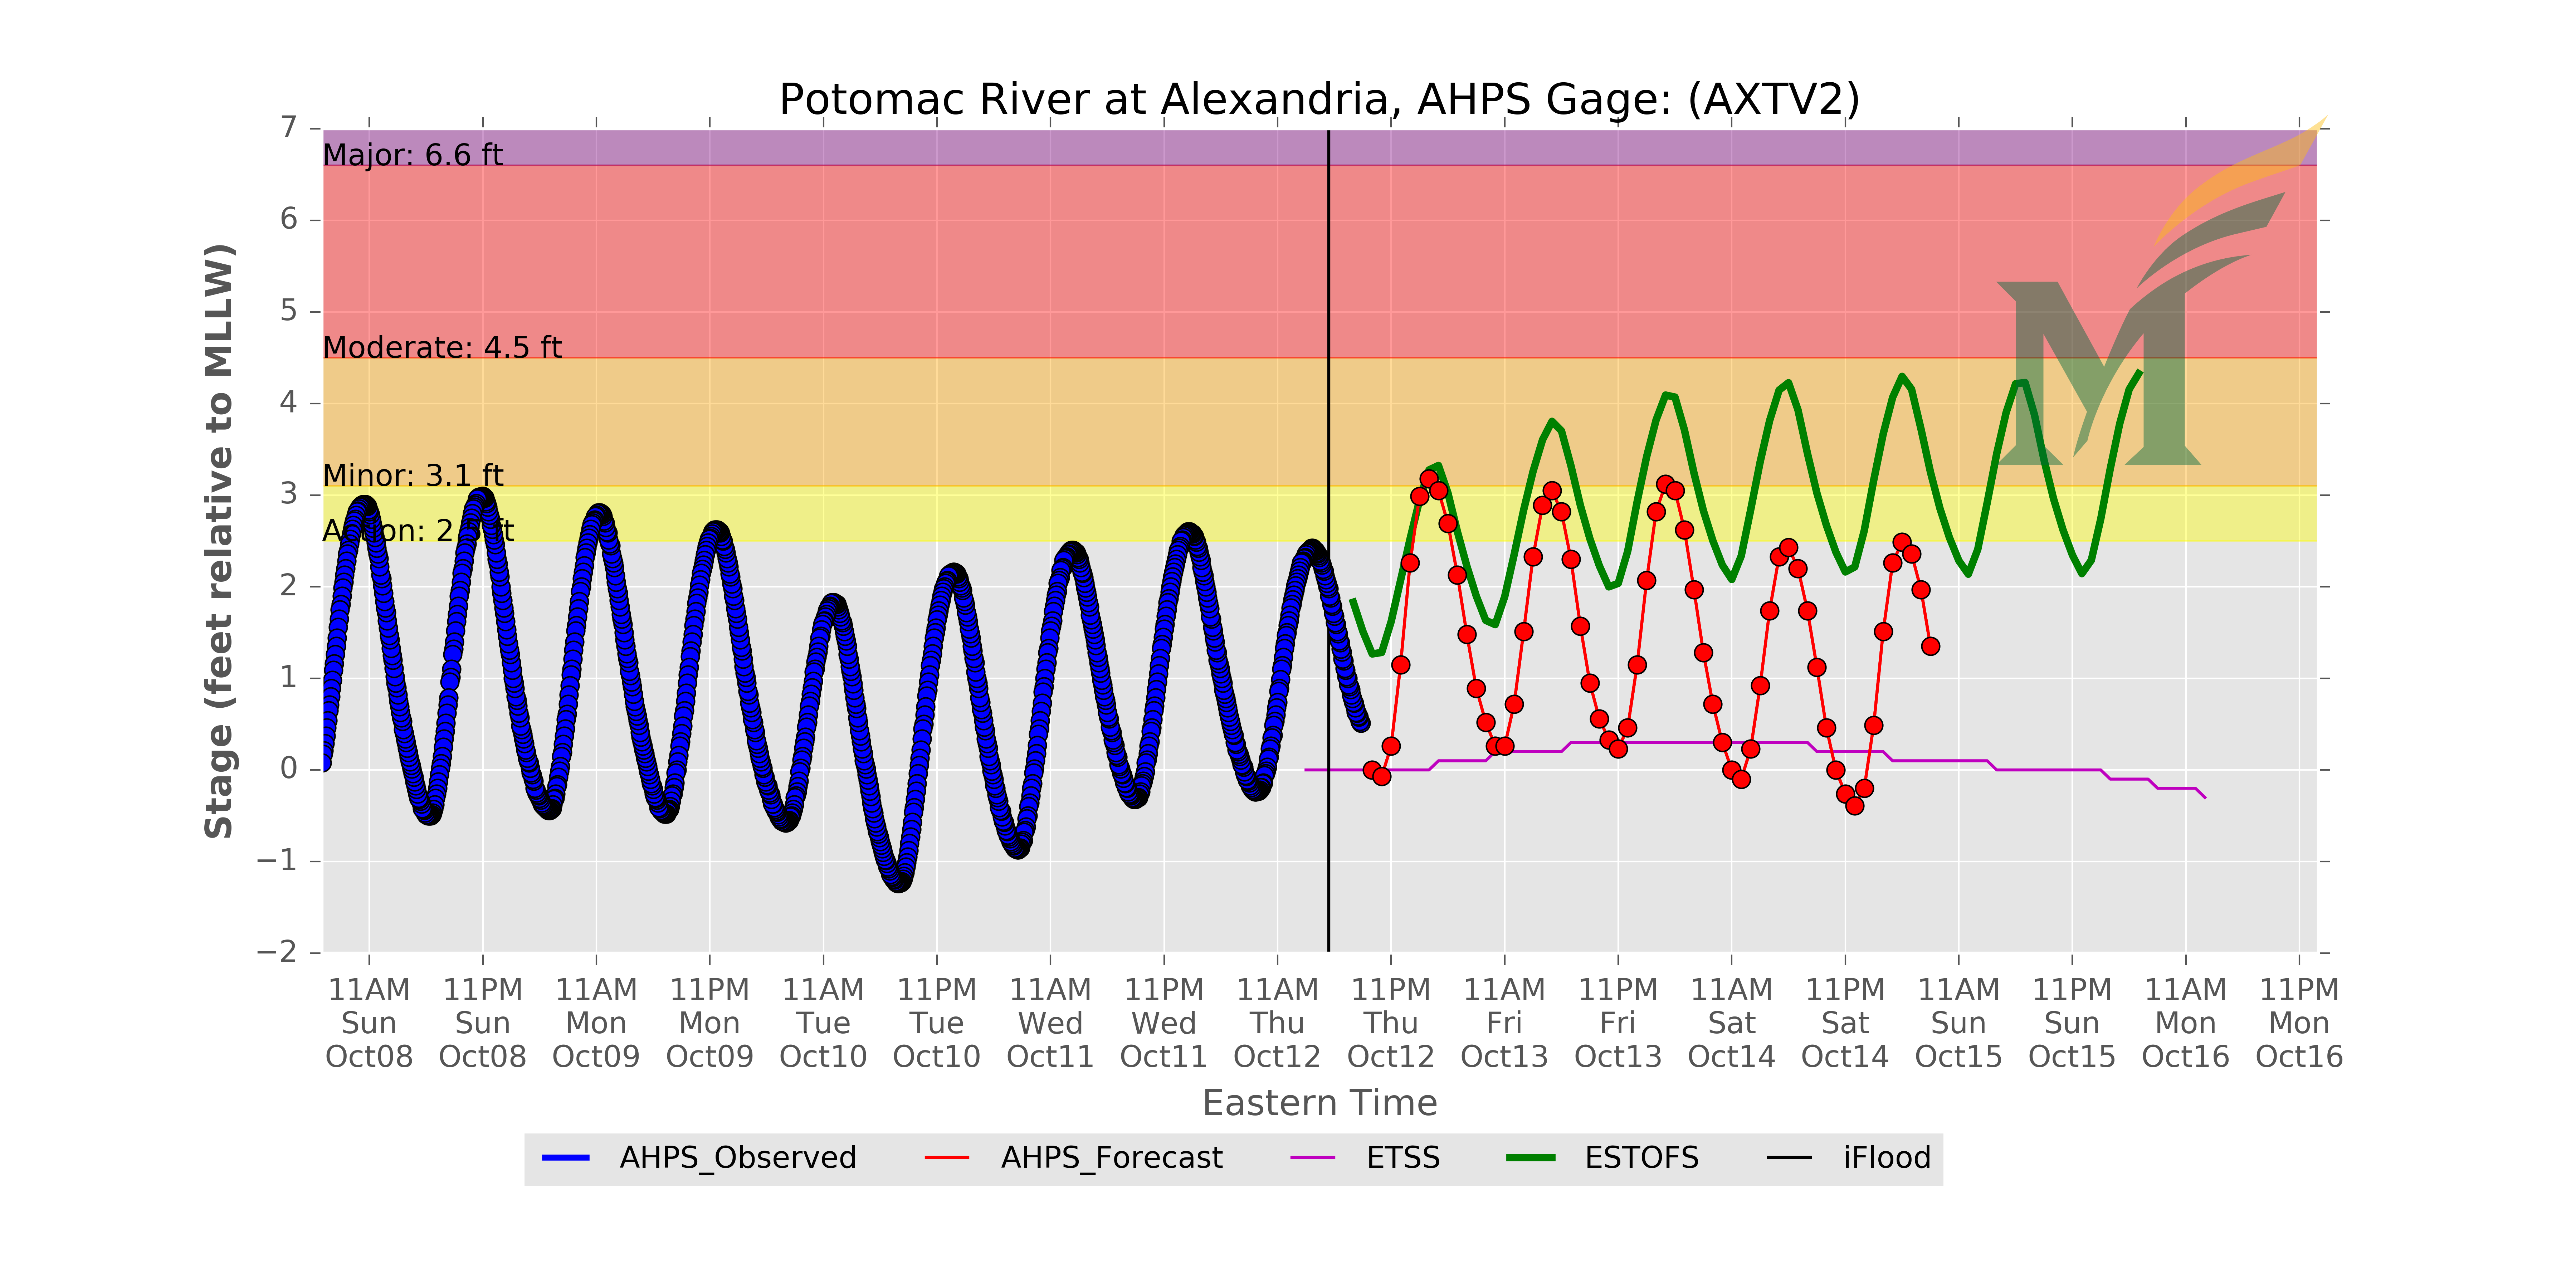 Potomac River at Alexandria, AHPS Gage: (AXTV2)
7
6
5
4
3
2
1
0
−1
−2
Stage (feet relative to MLLW)
Major: 6.6 ft
Moderate: 4.5 ft
Minor: 3.1 ft
ft
11AM 11PM 11AM 11PM 11AM 11PM 11AM 11PM 11AM 11PM 11AM 11PM 11AM 11PM 11AM 11PM 11AM 11PM
Sun Sun Mon Mon Tue Tue Wed Wed Thu Thu Fri Fri Sat Sat Sun Sun Mon Mon
Oct08 Oct08 Oct09 Oct09 Oct10 Oct10 Oct11 Oct11 Oct12 Oct12 Oct13 Oct13 Oct14 Oct14 Oct15 Oct15 Oct16 Oct16
Eastern Time
AHPS_Observed AHPS_Forecast ETSS ESTOFS iFlood
M